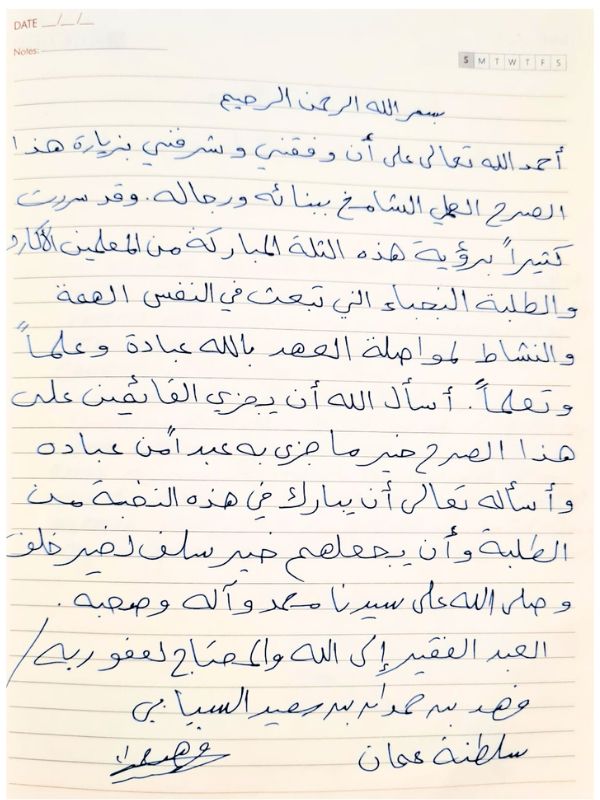 DATE __/__/__
Notes:
S M T W T F S
بسم الله الرحمن الرحيم
أحمد الله تعالى على أن وفقني وشرفني بزيارة هذا
الصرح العلمي الشامخ ببنائه ورجاله. وقد سررت
كثيراً برؤية هذه الثلة المباركة من المعلمين الأكارم
والطلبة النجباء التي تبعث في النفس الهمة
والنشاط لمواصلة العهد بالله عبادة وعلماً
وتعلماً. أسأل الله أن يجزي القائمين على
هذا الصرح خير ما جزى به عبداً من عباده
وأسأله تعالى أن يبارك في هذه النخبة من
الطلبة وأن يجعلهم خير سلف لخير خلف
وصلى الله على سيدنا محمد وآله وصحبه.
العبد الفقير إلى الله والمحتاج لعفو ربه/
فهد بن حمدان بن سعيد السيابي
سلطنة عمان